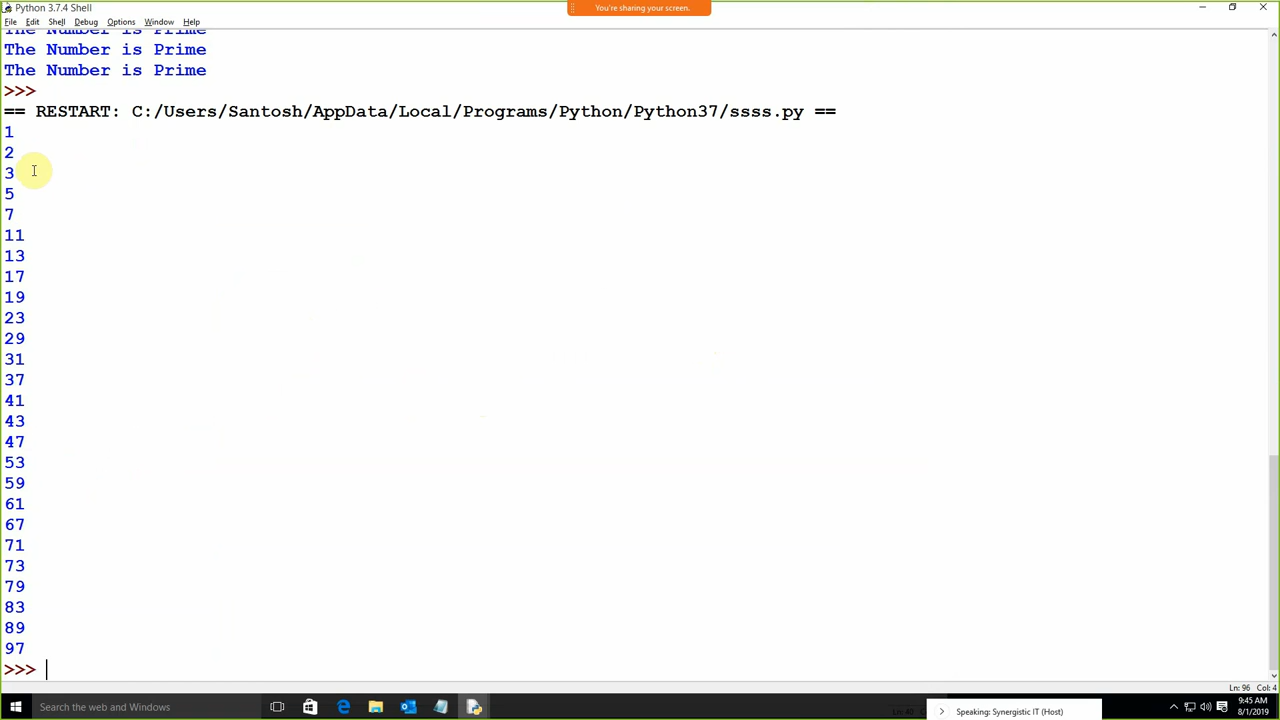 Python 3.7.4 Shell
You're sharing your screen.
File Edit Shell Debug Options Window Help
The Number is Prime
The Number is Prime
The Number is Prime
>>>
== RESTART: C:/Users/Santosh/AppData/Local/Programs/Python/Python37/ssss.py ==
1
2
3
5
7
11
13
17
19
23
29
31
37
41
43
47
53
59
61
67
71
73
79
83
89
97
>>>
Ln: 96 Col: 4
Search the web and Windows
Speaking: Synergistic IT (Host)
9:45 AM
8/1/2019